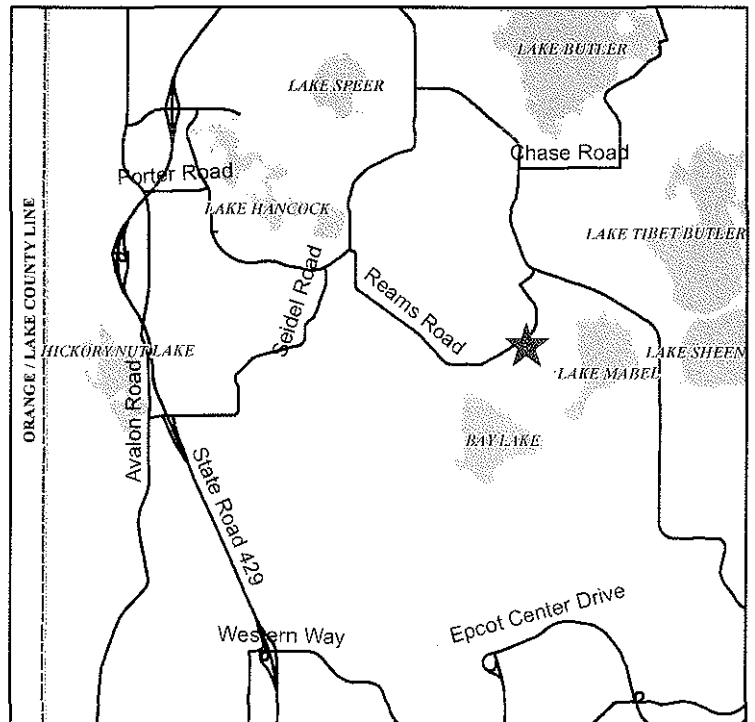 LAKE BUTLER
LAKE SPEER
Chase Road
Porter Road
LAKE HANCOCK
LAKE TIBET BUTLER
ORANGE / LAKE COUNTY LINE
Seidel Road
Reams Road
HICKORY NUT LAKE
LAKE SHEEN
LAKE MABEL
Avalon Road
BAY LAKE
State Road 429
Epcot Center Drive
Western Way